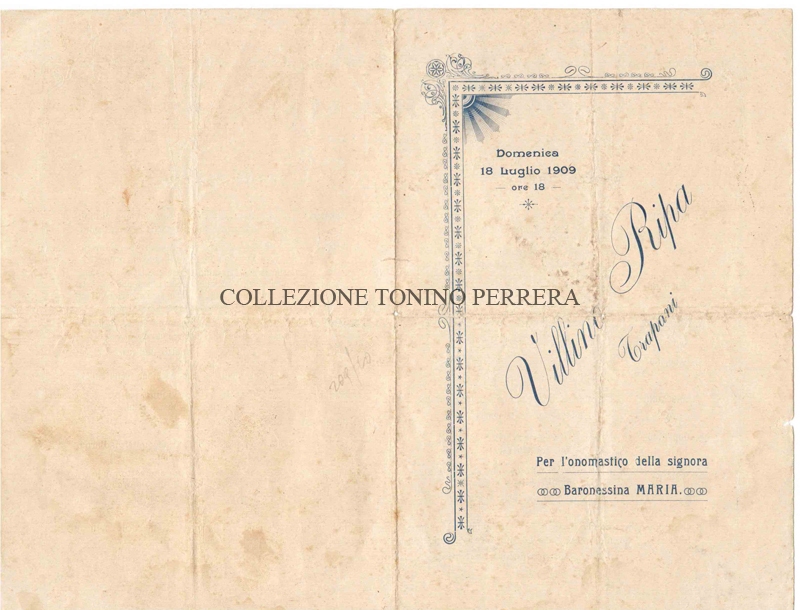 Domenica
18 Luglio 1909
ore 18
Villino Ripa
Trapani
COLLEZIONE TONINO PERRERA
Per l'onomastico della signora
Baronessina MARIA.